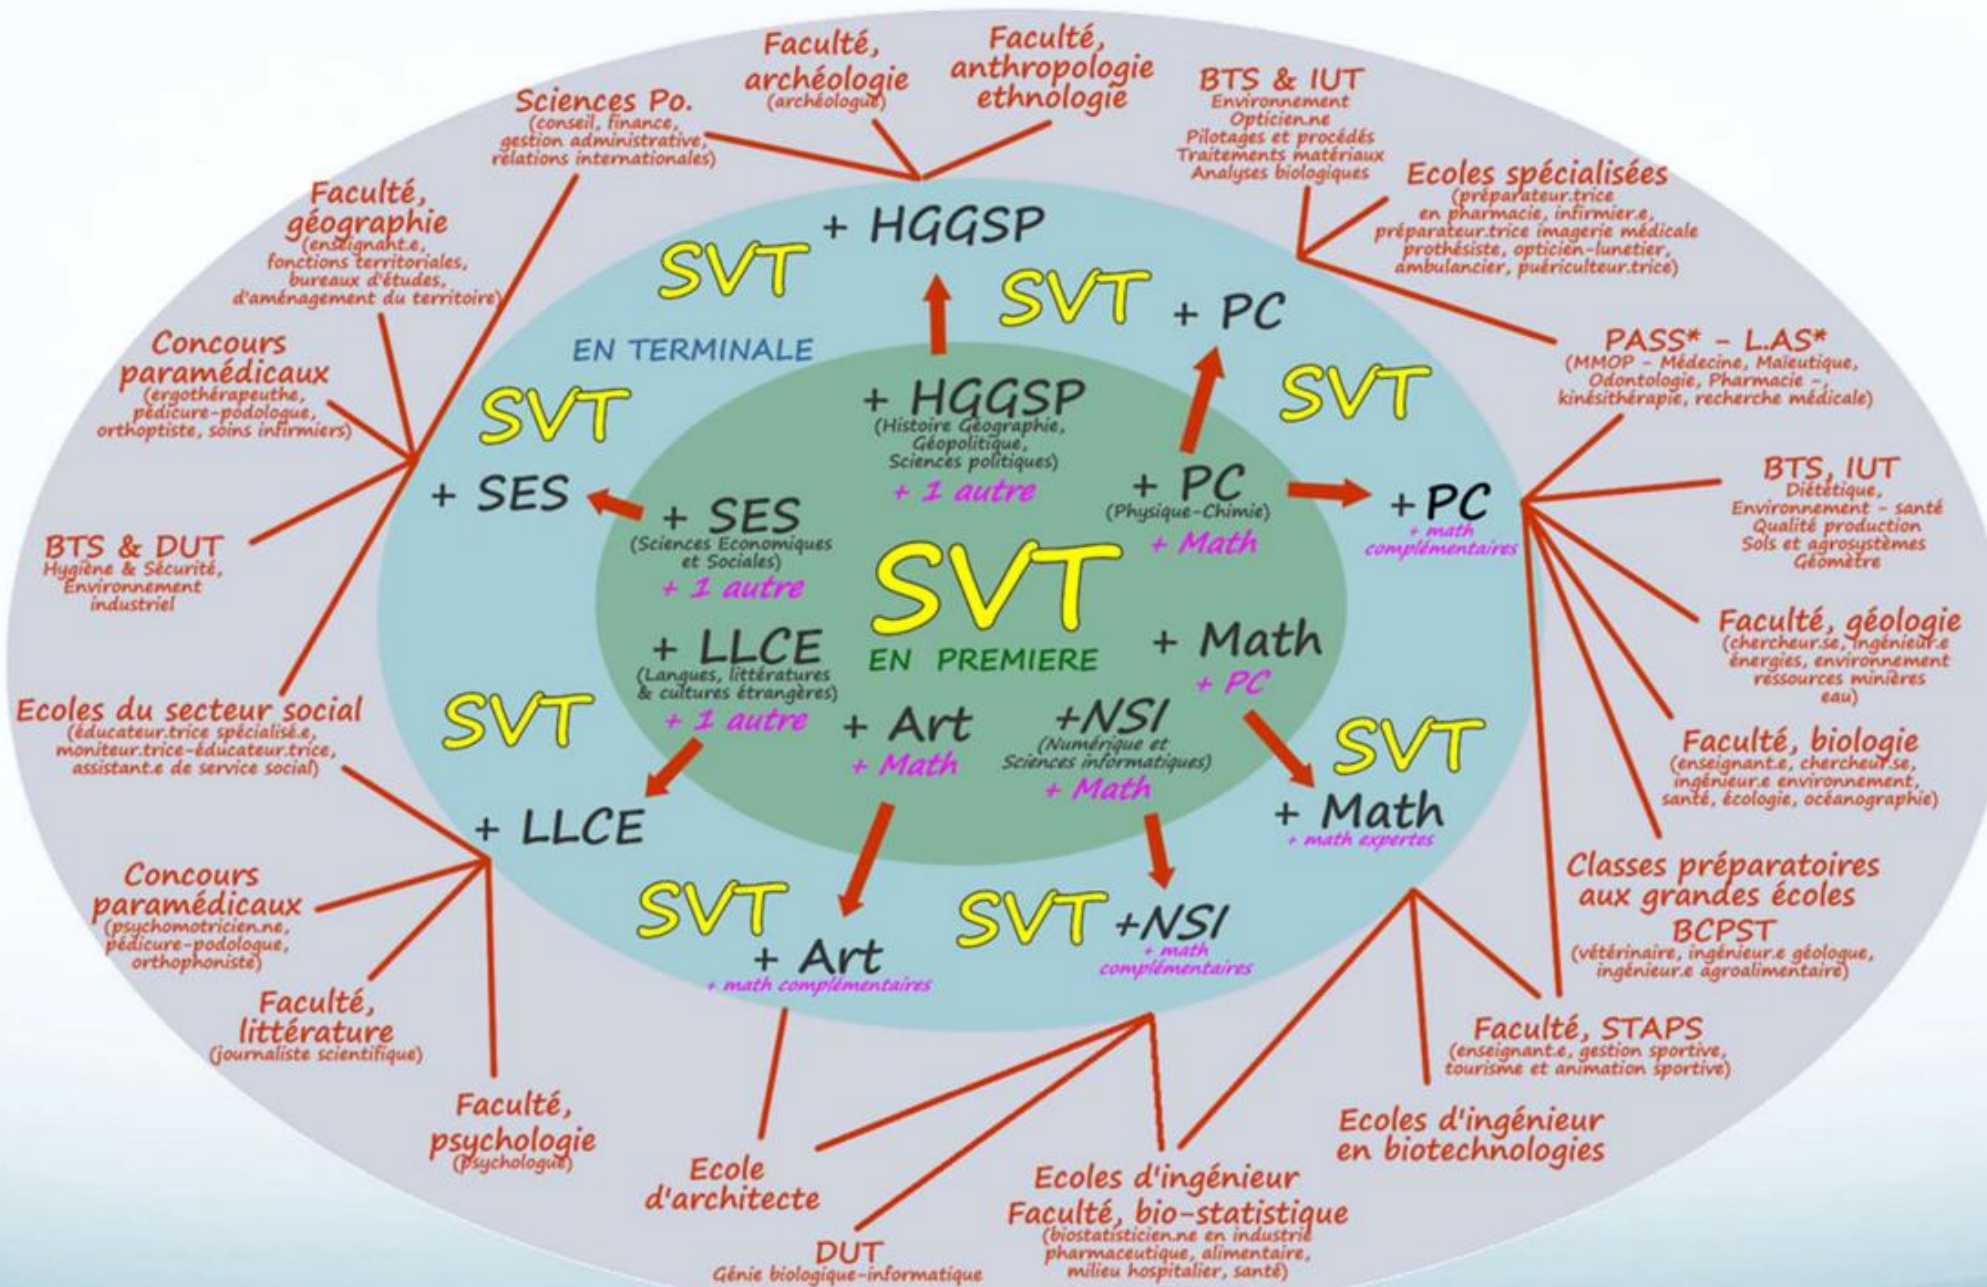 Faculté,
archéologie
(archéologue)
Faculté,
anthropologie
ethnologie
Sciences Po.
(conseil, finance,
gestion administrative,
relations internationales)
BTS & IUT
Environnement
Opticien.ne
Pilotages et procédés
Traitements matériaux
Analyses biologiques
Ecoles spécialisées
(préparateur.trice
en pharmacie, infirmier.e,
préparateur.trice imagerie médicale
prothésiste, opticien-lunetier,
ambulancier, puériculteur.trice)
Faculté,
géographie
(enseignant.e,
fonctions territoriales,
bureaux d'études,
d'aménagement du territoire)
Concours
paramédicaux
(ergothérapeuthe,
pédicure-podologue,
orthoptiste, soins infirmiers)
BTS & DUT
Hygiène & Sécurité,
Environnement
industriel
Ecoles du secteur social
(éducateur.trice spécialisé.e,
moniteur.trice-éducateur.trice,
assistant.e de service social)
Concours
paramédicaux
(psychomotricien.ne,
pédicure-podologue,
orthophoniste)
Faculté,
littérature
(journaliste scientifique)
Faculté,
psychologie
(psychologue)
SVT
+ HGGSP
SVT
+ PC
EN TERMINALE
SVT
+ SES
SVT
+ PC
+ math
complémentaires
+ HGGSP
(Histoire Géographie,
Géopolitique,
Sciences politiques)
+ 1 autre
+ PC
(Physique-Chimie)
+ Math
+ SES
(Sciences Economiques
et Sociales)
+ 1 autre
SVT
EN PREMIERE
+ LLCE
(Langues, littératures
& cultures étrangères)
+ 1 autre
+ Math
+ PC
+ Art
+ Math
+NSI
(Numérique et
Sciences informatiques)
+ Math
SVT
+ LLCE
SVT
+ Math
+ math expertes
SVT
+ Art
+ math complémentaires
SVT
+NSI
+ math
complémentaires
PASS* - L.AS*
(MMOP - Médecine, Maïeutique,
Odontologie, Pharmacie -,
kinésithérapie, recherche médicale)
BTS, IUT
Diététique,
Environnement - santé
Qualité production
Sols et agrosystèmes
Géomètre
Faculté, géologie
(chercheur.se, ingénieur.e
énergies, environnement
ressources minières
eau)
Faculté, biologie
(enseignant.e, chercheur.se,
ingénieur.e environnement,
santé, écologie, océanographie)
Classes préparatoires
aux grandes écoles
BCPST
(vétérinaire, ingénieur.e géologue,
ingénieur.e agroalimentaire)
Faculté, STAPS
(enseignant.e, gestion sportive,
tourisme et animation sportive)
Ecoles d'ingénieur
en biotechnologies
Ecole
d'architecte
Ecoles d'ingénieur
Faculté, bio-statistique
(biostatisticien.ne en industrie
pharmaceutique, alimentaire,
milieu hospitalier, santé)
DUT
Génie biologique-informatique